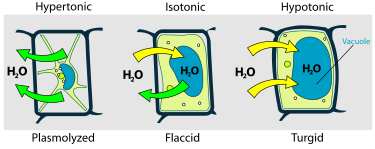 Hypertonic
Isotonic
Hypotonic
Vacuole
H₂O
H₂O
H₂O
H₂O
H₂O
Plasmolyzed
Flaccid
Turgid